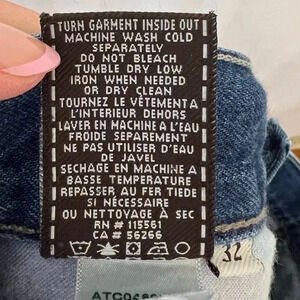 TURN GARMENT INSIDE OUT
MACHINE WASH COLD
SEPARATELY
DO NOT BLEACH
TUMBLE DRY LOW
IRON WHEN NEEDED
OR DRY CLEAN
TOURNEZ LE VÊTEMENT À
L'INTERIEUR DEHORS
LAVER EN MACHINE A L'EAU
FROIDE SEPARÉMENT
NE PAS UTILISER D'EAU
DE JAVEL
SECHAGE EN MACHINE A
BASSE TEMPERATURE
REPASSER AU FER TIEDE
SI NÉCESSAIRE
OU NETTOYAGE À SEC
RN # 115561
CA # 56266
32